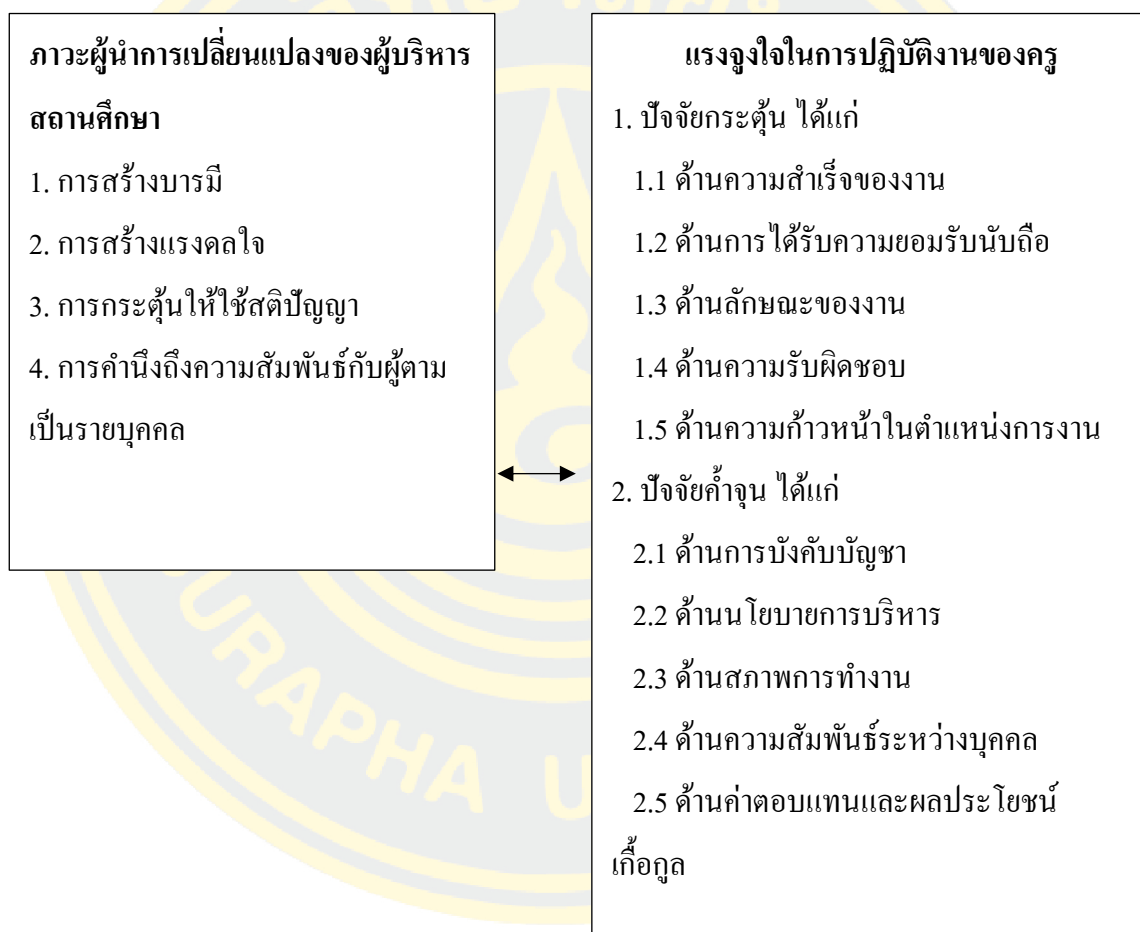 ภาวะผู้นำการเปลี่ยนแปลงของผู้บริหาร
สถานศึกษา
1. การสร้างบารมี
2. การสร้างแรงดลใจ
3. การกระตุ้นให้ใช้สติปัญญา
4. การคำนึงถึงความสัมพันธ์กับผู้ตาม
เป็นรายบุคคล
แรงจูงใจในการปฏิบัติงานของครู
1. ปัจจัยกระตุ้น ได้แก่
1.1 ด้านความสำเร็จของงาน
1.2 ด้านการได้รับความยอมรับนับถือ
1.3 ด้านลักษณะของงาน
1.4 ด้านความรับผิดชอบ
1.5 ด้านความก้าวหน้าในตำแหน่งการงาน
2. ปัจจัยค้ำจุน ได้แก่
2.1 ด้านการบังคับบัญชา
2.2 ด้านนโยบายการบริหาร
2.3 ด้านสภาพการทำงาน
2.4 ด้านความสัมพันธ์ระหว่างบุคคล
2.5 ด้านค่าตอบแทนและผลประโยชน์
เกื้อกูล
URAPHA U